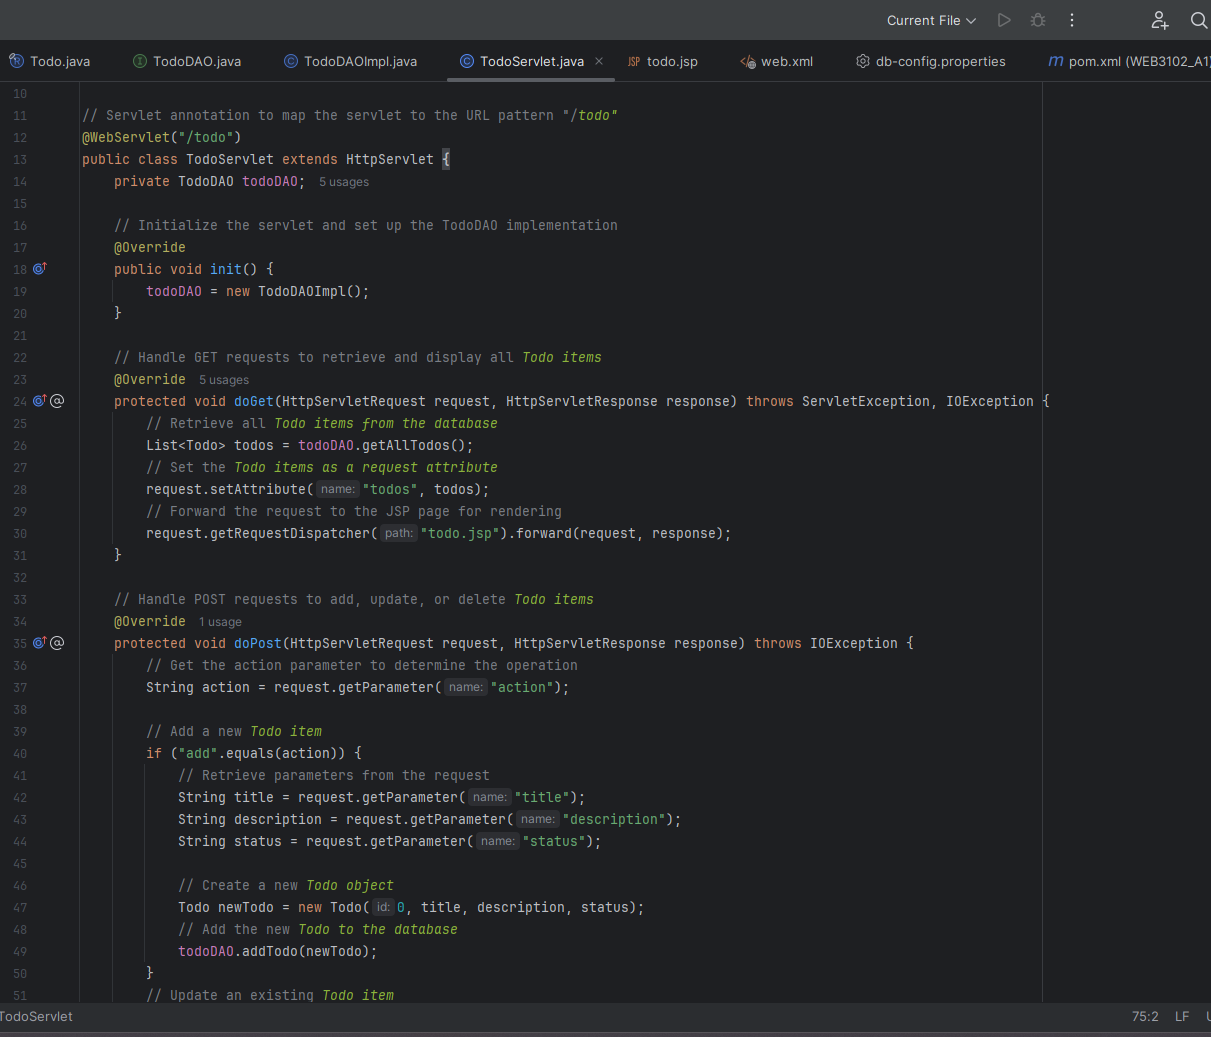 Current File
Todo.java TodoDAO.java TodoDAOImpl.java TodoServlet.java JSP todo.jsp web.xml db-config.properties m pom.xml (WEB3102_A1)
10
11 // Servlet annotation to map the servlet to the URL pattern "/todo"
12 @WebServlet("/todo")
13 public class TodoServlet extends HttpServlet {
14 private TodoDAO todoDAO; 5 usages
15
16 // Initialize the servlet and set up the TodoDAO implementation
17 @Override
18 public void init() {
19 todoDAO = new TodoDAOImpl();
20 }
21
22 // Handle GET requests to retrieve and display all Todo items
23 @Override 5 usages
24 protected void doGet(HttpServletRequest request, HttpServletResponse response) throws ServletException, IOException {
25 // Retrieve all Todo items from the database
26 List<Todo> todos = todoDAO.getAllTodos();
27 // Set the Todo items as a request attribute
28 request.setAttribute( name: "todos", todos);
29 // Forward the request to the JSP page for rendering
30 request.getRequestDispatcher( path: "todo.jsp").forward(request, response);
31 }
32
33 // Handle POST requests to add, update, or delete Todo items
34 @Override 1 usage
35 protected void doPost(HttpServletRequest request, HttpServletResponse response) throws IOException {
36 // Get the action parameter to determine the operation
37 String action = request.getParameter( name: "action");
38
39 // Add a new Todo item
40 if ("add".equals(action)) {
41 // Retrieve parameters from the request
42 String title = request.getParameter( name: "title");
43 String description = request.getParameter( name: "description");
44 String status = request.getParameter( name: "status");
45
46 // Create a new Todo object
47 Todo newTodo = new Todo( id: 0, title, description, status);
48 // Add the new Todo to the database
49 todoDAO.addTodo(newTodo);
50 }
51 // Update an existing Todo item
TodoServlet 75:2 LF